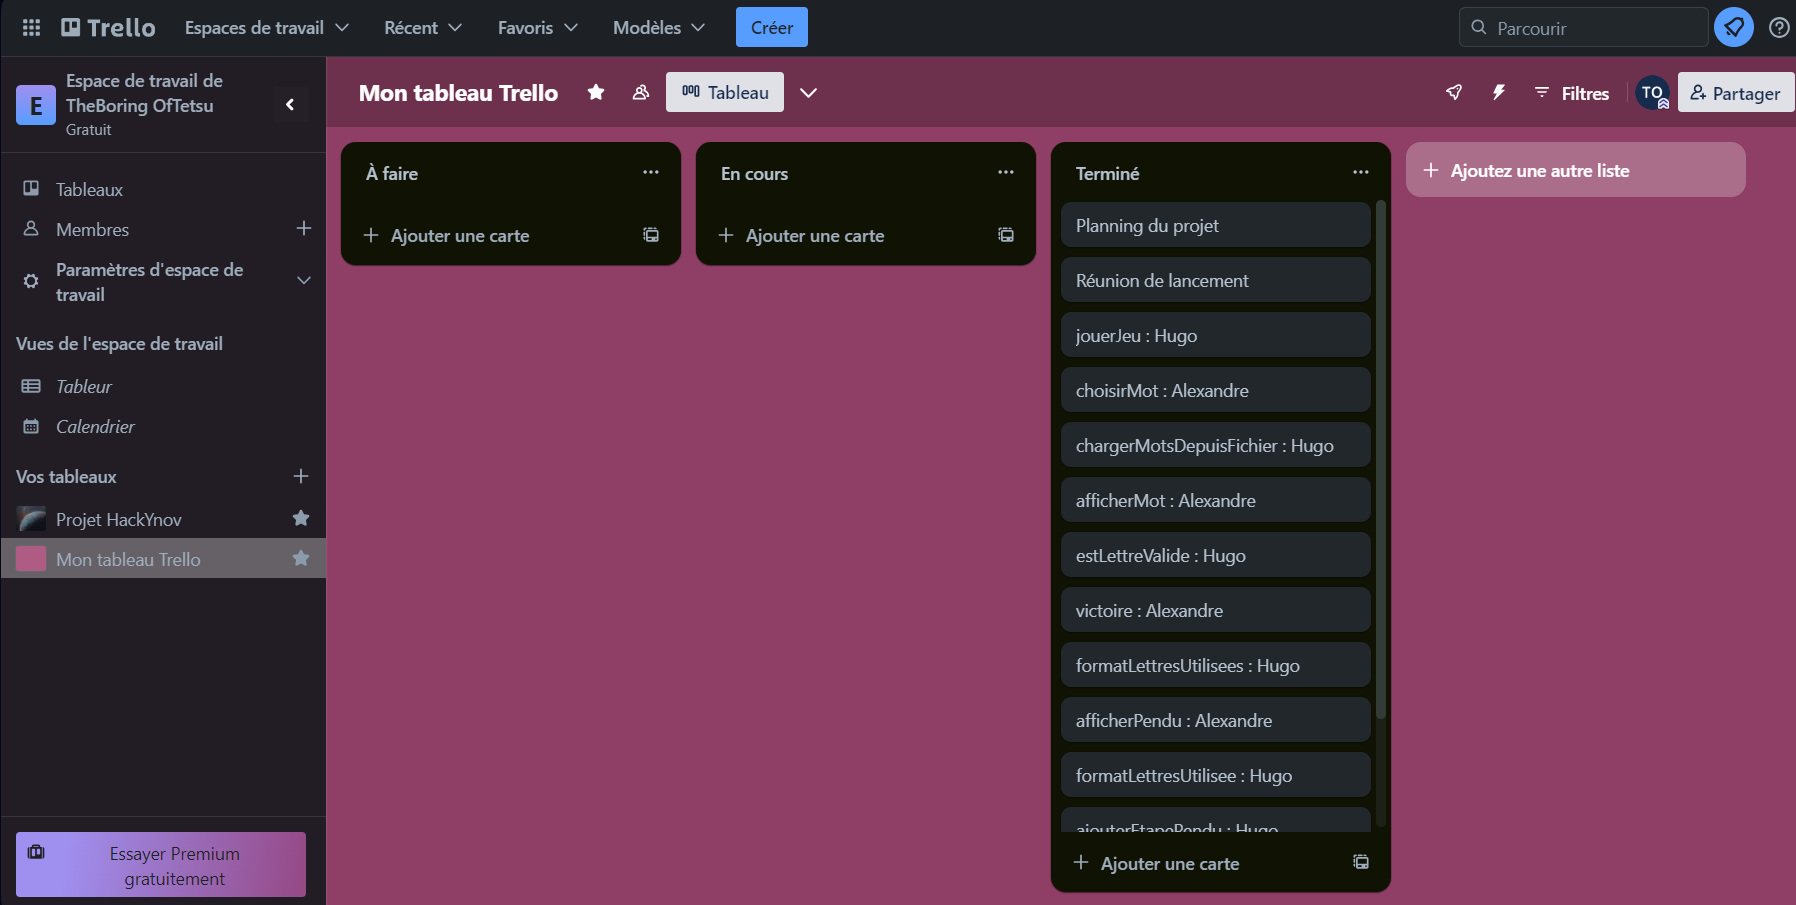 Trello
Espaces de travail
Récent
Favoris
Modèles
Créer
Parcourir
E
Espace de travail de
TheBoring OfTetsu
Gratuit
Mon tableau Trello
Tableau
Filtres
TO
Partager
Tableaux
Membres
Paramètres d'espace de
travail
Vues de l'espace de travail
Tableur
Calendrier
Vos tableaux
Projet HackYnov
Mon tableau Trello
Essayer Premium
gratuitement
À faire
Ajouter une carte
En cours
Ajouter une carte
Terminé
Planning du projet
Réunion de lancement
jouerJeu : Hugo
choisirMot : Alexandre
chargerMotsDepuisFichier : Hugo
afficherMot : Alexandre
estLettreValide : Hugo
victoire : Alexandre
formatLettresUtilisees : Hugo
afficherPendu : Alexandre
formatLettresUtilisee : Hugo
ajouterEtapePendu : Hugo
Ajouter une carte
Ajoutez une autre liste